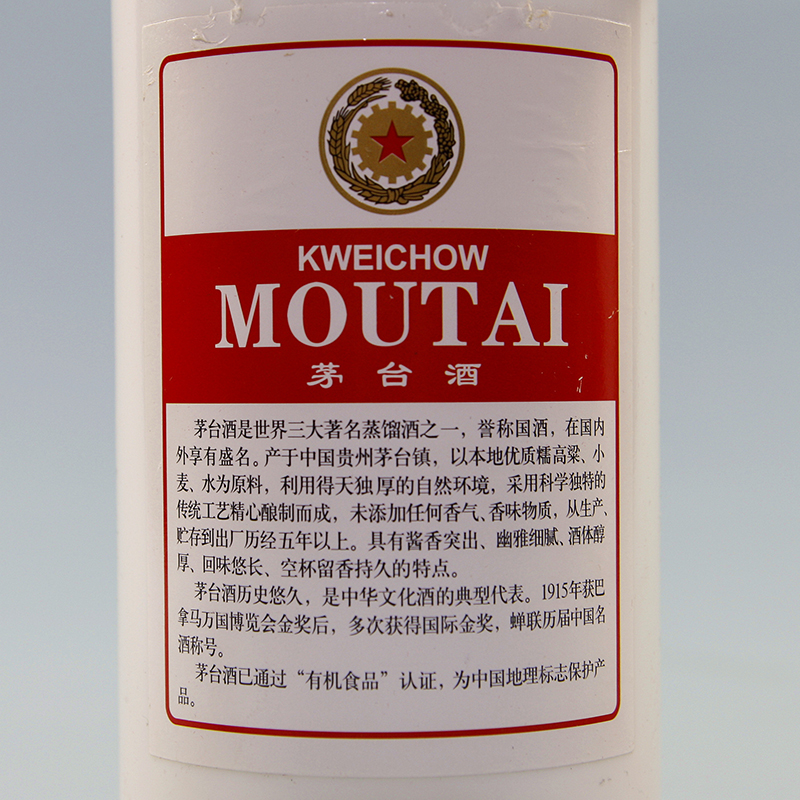 KWEICHOW
MOUTAI
茅台酒
茅台酒是世界三大著名蒸馏酒之一，誉称国酒，在国内
外享有盛名。产于中国贵州茅台镇，以本地优质糯高粱、小
麦、水为原料，利用得天独厚的自然环境，采用科学独特的
传统工艺精心酿制而成，未添加任何香气、香味物质，从生产、
贮存到出厂历经五年以上。具有酱香突出、幽雅细腻、酒体醇
厚、回味悠长、空杯留香持久的特点。
茅台酒历史悠久，是中华文化酒的典型代表。1915年获巴
拿马万国博览会金奖后，多次获得国际金奖，蝉联历届中国名
酒称号。
茅台酒已通过“有机食品”认证，为中国地理标志保护产
品。